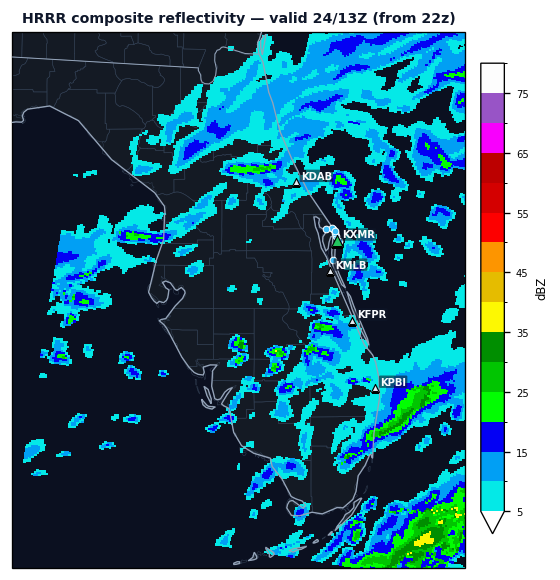 HRRR composite reflectivity — valid 24/13Z (from 22z)
KDAB
KXMR
KMLB
KFPR
KPBI
75
65
55
45
35
25
15
5
dBZ